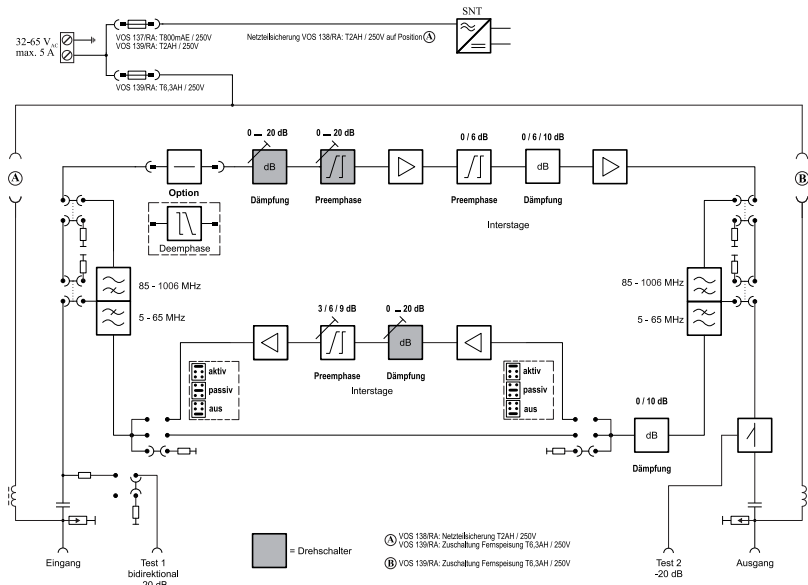 SNT
VOS 137/RA: T800mAE / 250V
VOS 139/RA: T2AH / 250V
Netzteilsicherung VOS 138/RA: T2AH / 250V auf Position A
32-65 VAC
max. 5 A
VOS 139/RA: T6,3AH / 250V
A
B
0 – 20 dB
0 – 20 dB
0 / 6 dB
0 / 6 / 10 dB
dB
dB
Option
Dämpfung
Preemphase
Preemphase
Dämpfung
Interstage
Deemphase
85 - 1006 MHz
5 - 65 MHz
85 - 1006 MHz
5 - 65 MHz
3 / 6 / 9 dB
0 – 20 dB
dB
Preemphase
Dämpfung
Interstage
aktiv
passiv
aus
aktiv
passiv
aus
0 / 10 dB
dB
Dämpfung
= Drehschalter
A VOS 138/RA: Netzteilsicherung T2AH / 250V
VOS 139/RA: Zuschaltung Fernspeisung T6,3AH / 250V
B VOS 139/RA: Zuschaltung Fernspeisung T6,3AH / 250V
Eingang
Test 1
bidirektional
-20 dB
Test 2
-20 dB
Ausgang